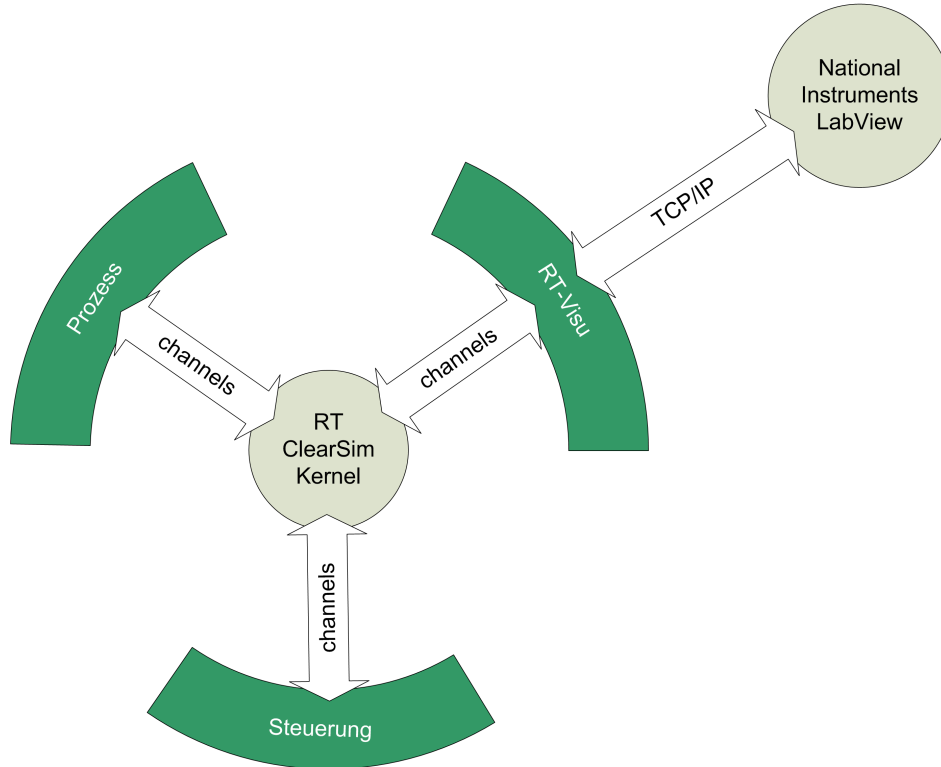 National
Instruments
LabView
TCP/IP
Prozess
RT-Visu
channels
channels
RT
ClearSim
Kernel
channels
Steuerung